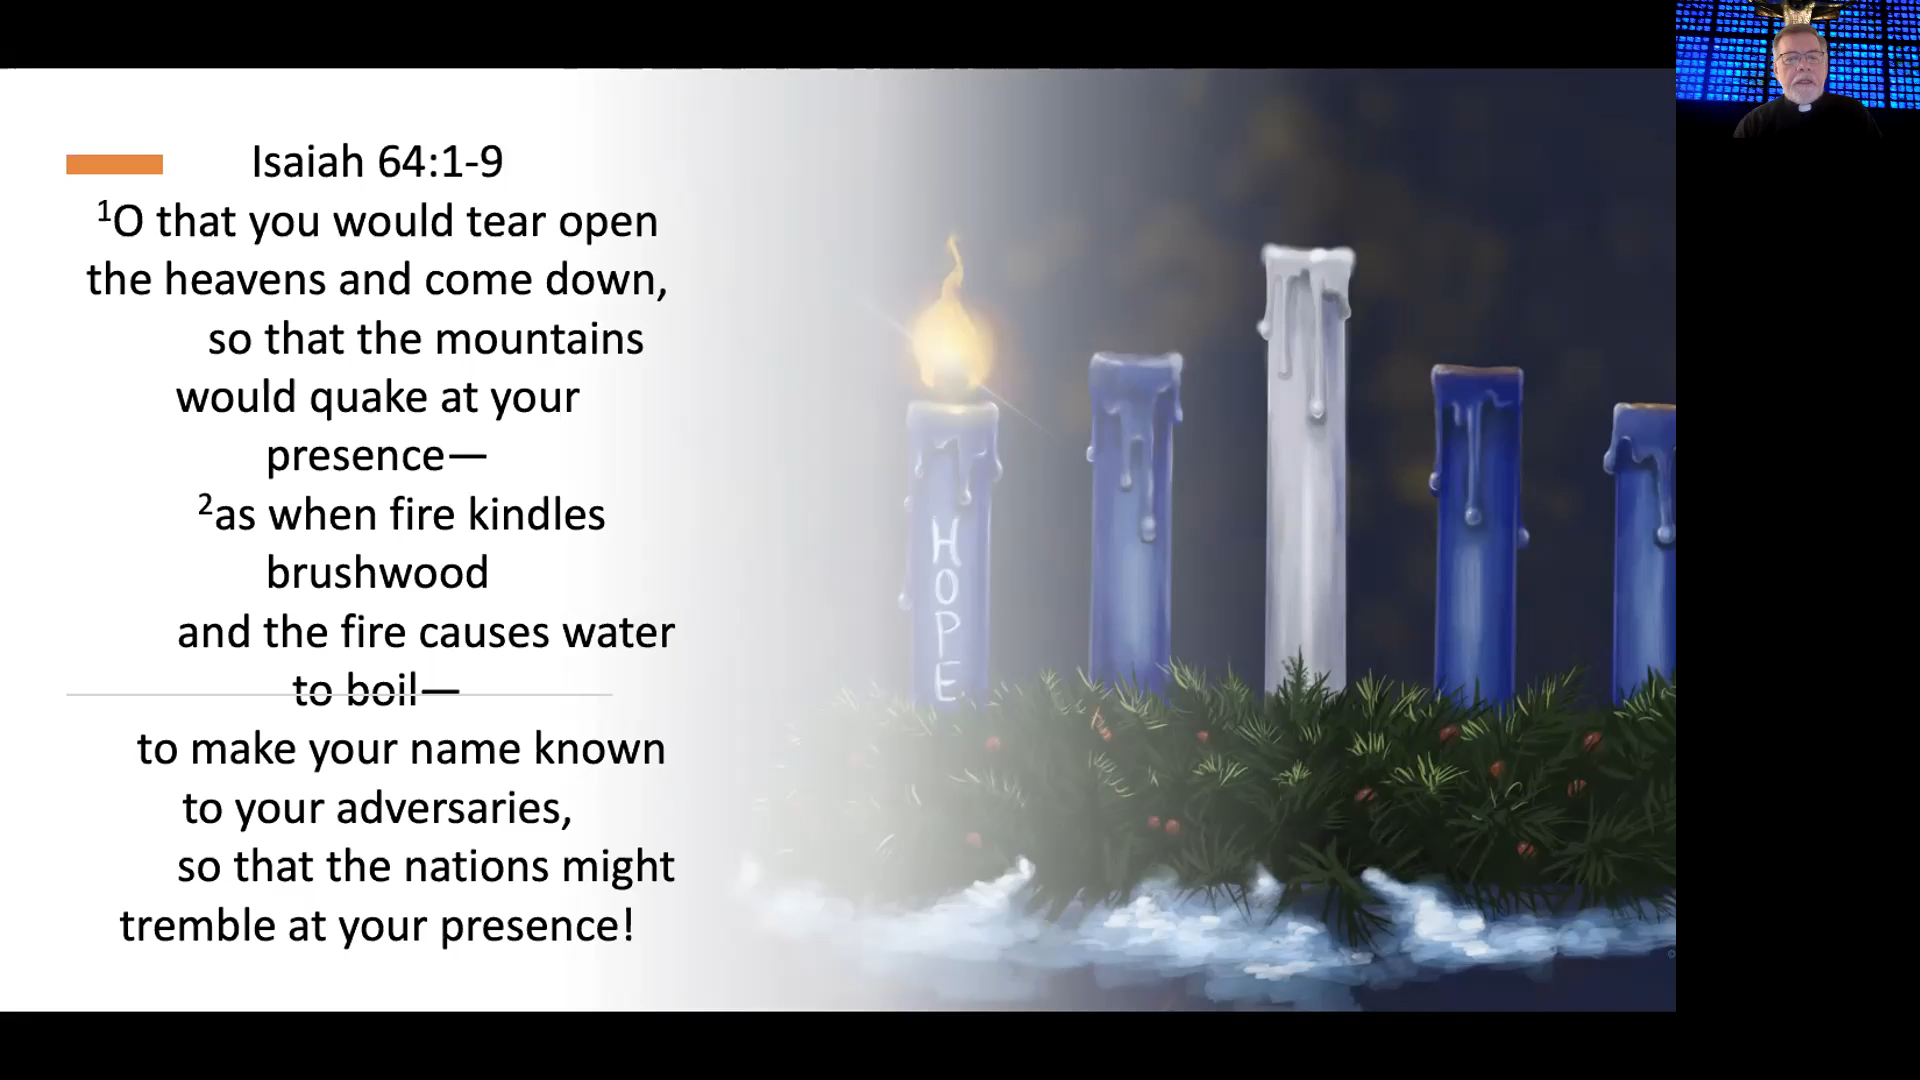 Isaiah 64:1-9
¹O that you would tear open
the heavens and come down,
so that the mountains
would quake at your
presence—
²as when fire kindles
brushwood
and the fire causes water
to boil—
to make your name known
to your adversaries,
so that the nations might
tremble at your presence!
HOPE